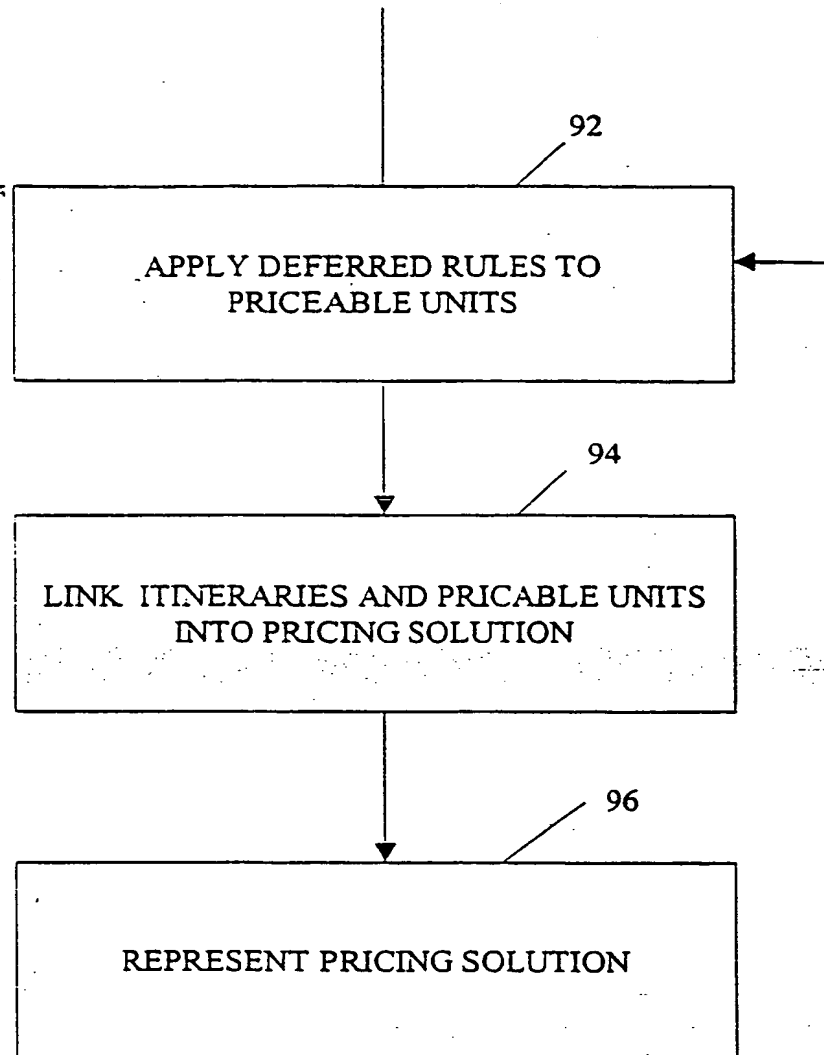 92
APPLY DEFERRED RULES TO
PRICEABLE UNITS
94
LINK ITINERARIES AND PRICABLE UNITS
INTO PRICING SOLUTION
96
REPRESENT PRICING SOLUTION